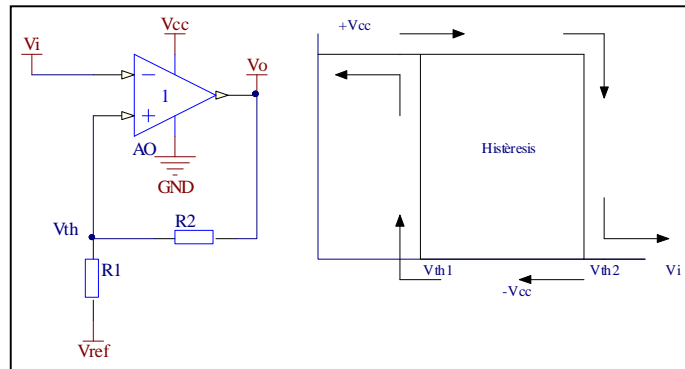 Vi
Vcc
Vo
1
AO
GND
Vth
R2
R1
Vref
+Vcc
Histèresis
Vth1
Vth2
Vi
-Vcc